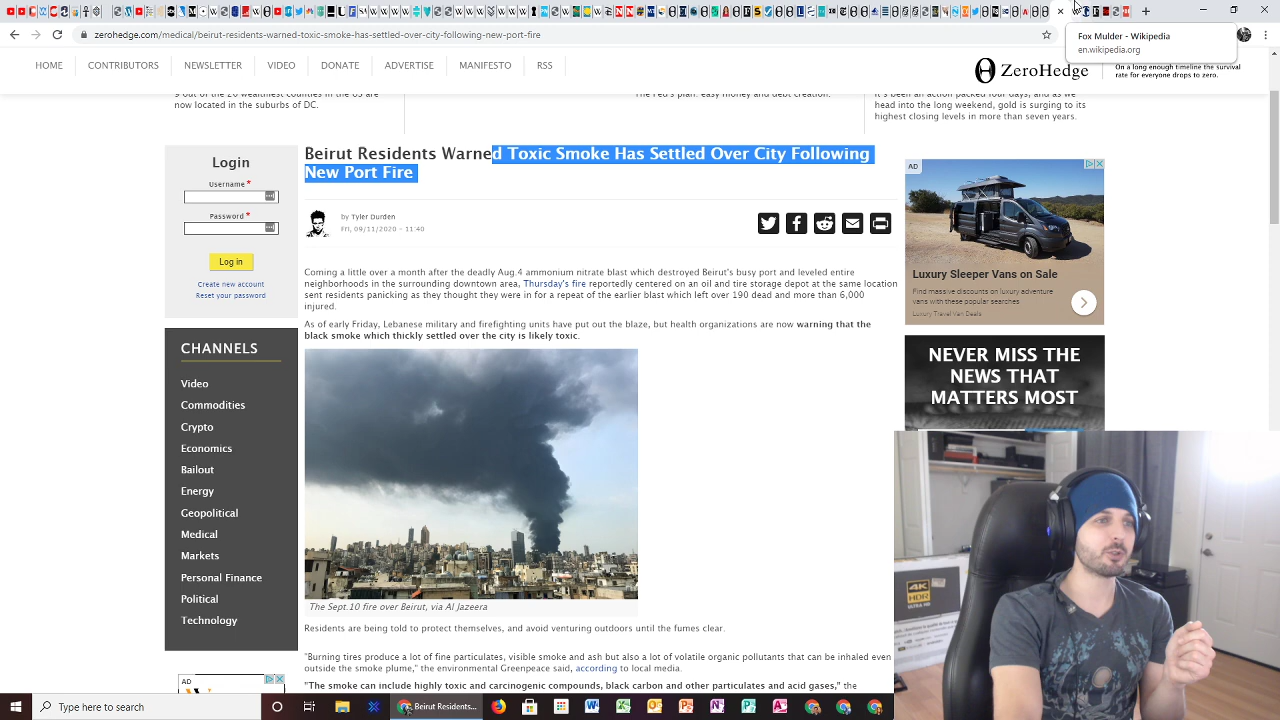 Fox Mulder - Wikipedia
en.wikipedia.org
zerohedge.com/medical/beirut-residents-warned-toxic-smoke-has-settled-over-city-following-new-port-fire
HOME
CONTRIBUTORS
NEWSLETTER
VIDEO
DONATE
ADVERTISE
MANIFESTO
RSS
ZeroHedge
On a long enough timeline the survival
rate for everyone drops to zero.
9 out of the 20 wealthiest counties in the US are
now located in the suburbs of DC.
The Fed's plan: easy money and debt creation.
It's been an action packed four days, and as we
head into the long weekend, gold is surging to its
highest closing levels in more than seven years.
Login
Username *
Password *
Log in
Create new account
Reset your password
CHANNELS
Video
Commodities
Crypto
Economics
Bailout
Energy
Geopolitical
Medical
Markets
Personal Finance
Political
Technology
AD
Beirut Residents Warned Toxic Smoke Has Settled Over City Following
New Port Fire
by Tyler Durden
Fri, 09/11/2020 - 11:40
Coming a little over a month after the deadly Aug.4 ammonium nitrate blast which destroyed Beirut's busy port and leveled entire
neighborhoods in the surrounding downtown area, Thursday's fire reportedly centered on an oil and tire storage depot at the same location
sent residents panicking as they thought they were in for a repeat of the earlier blast which left over 190 dead and more than 6,000
injured.
As of early Friday, Lebanese military and firefighting units have put out the blaze, but health organizations are now warning that the
black smoke which thickly settled over the city is likely toxic.
The Sept.10 fire over Beirut, via Al Jazeera
Residents are being told to protect themselves, and avoid venturing outdoors until the fumes clear.
"Burning tires produce a lot of fine particulates, visible smoke and ash but also a lot of volatile organic pollutants that can be inhaled even
outside the smoke plume," the environmental Greenpeace said, according to local media.
"The smoke can include highly toxic and carcinogenic compounds, black carbon and other particulates and acid gases," the
AD
Luxury Sleeper Vans on Sale
Find massive discounts on luxury adventure
vans with these popular searches
Luxury Travel Van Deals
NEVER MISS THE
NEWS THAT
MATTERS MOST
4K
HDR
ULTRA HD
Type here to search
Beirut Residents...